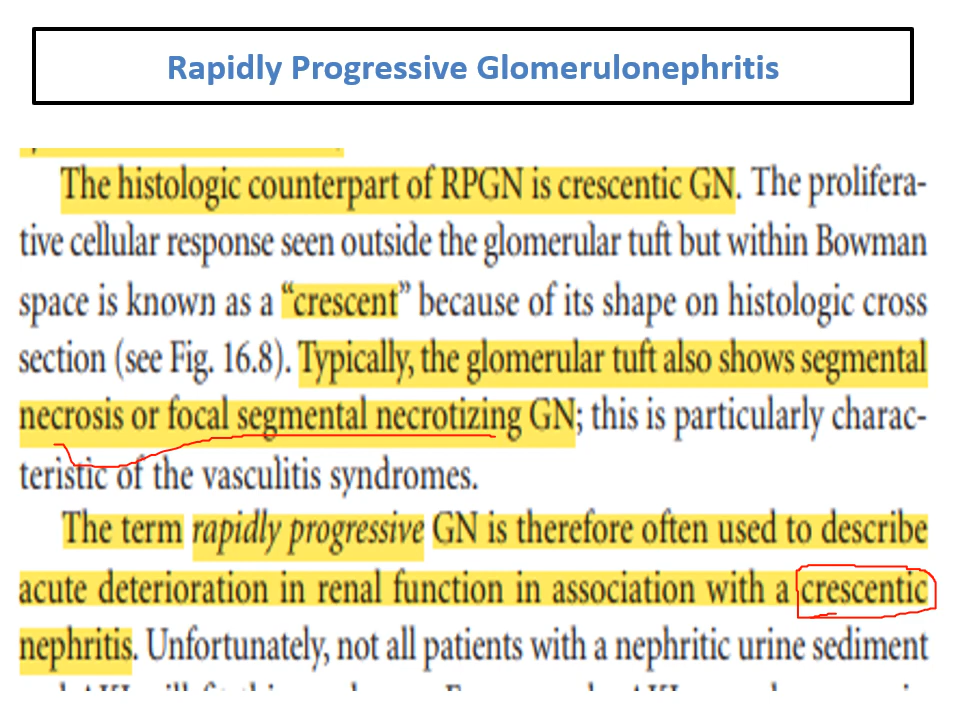 Rapidly Progressive Glomerulonephritis
The histologic counterpart of RPGN is crescentic GN. The prolifera-
tive cellular response seen outside the glomerular tuft but within Bowman
space is known as a “crescent” because of its shape on histologic cross
section (see Fig. 16.8). Typically, the glomerular tuft also shows segmental
necrosis or focal segmental necrotizing GN; this is particularly charac-
teristic of the vasculitis syndromes.
The term rapidly progressive GN is therefore often used to describe
acute deterioration in renal function in association with a crescentic
nephritis. Unfortunately, not all patients with a nephritic urine sediment